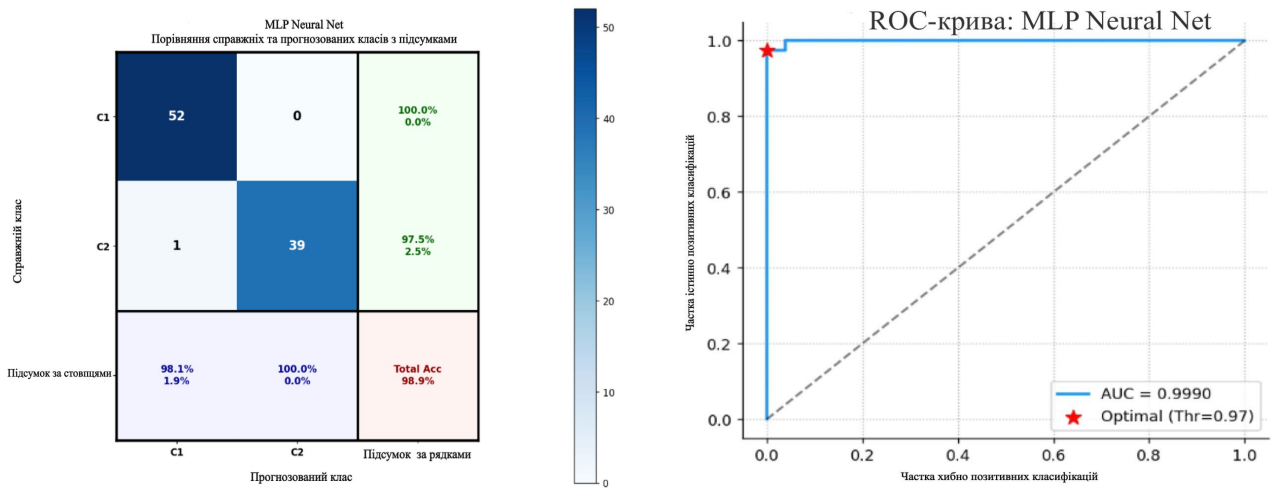 MLP Neural Net
Порівняння справжніх та прогнозованих класів з підсумками
Справжній клас
C1
52
0
100.0%
0.0%
C2
1
39
97.5%
2.5%
Підсумок за стовпцями
98.1%
1.9%
100.0%
0.0%
Total Acc
98.9%
C1
C2
Підсумок за рядками
Прогнозований клас
50
40
30
20
10
0
ROC-крива: MLP Neural Net
Частка істинно позитивних класифікацій
1.0
0.8
0.6
0.4
0.2
0.0
AUC = 0.9990
Optimal (Thr=0.97)
0.0
0.2
0.4
0.6
0.8
1.0
Частка хибно позитивних класифікацій